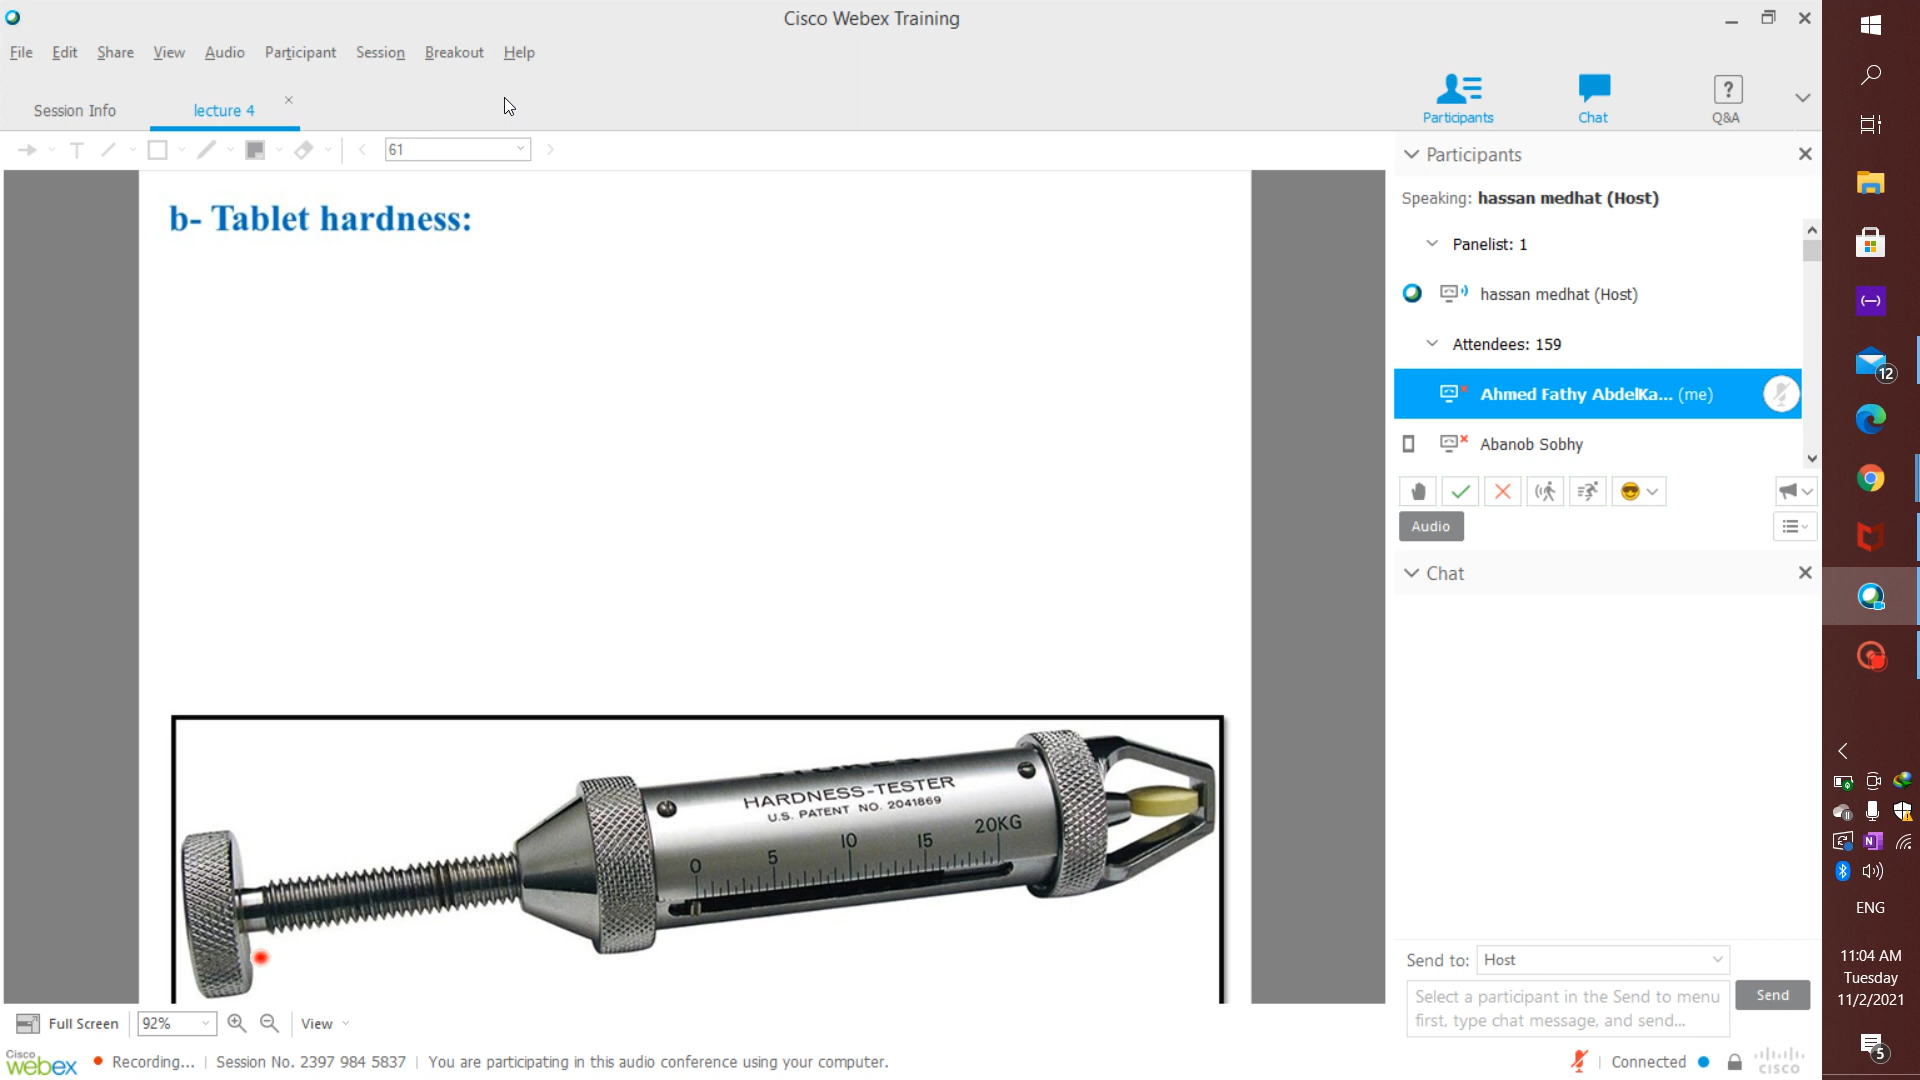 Cisco Webex Training
File Edit Share View Audio Participant Session Breakout Help
Session Info
lecture 4
Participants
Chat
?
Q&A
T
61
b- Tablet hardness:
HARDNESS-TESTER
U.S. PATENT NO. 2041869
0 5 10 15 20KG
Participants
Speaking: hassan medhat (Host)
Panelist: 1
hassan medhat (Host)
Attendees: 159
Ahmed Fathy AbdelKa... (me)
Abanob Sobhy
Audio
Chat
Send to: Host
Select a participant in the Send to menu
first, type chat message, and send...
Send
Full Screen
92%
View
Cisco
webex
Recording...
Session No. 2397 984 5837
You are participating in this audio conference using your computer.
Connected
CISCO
12
N
ENG
11:04 AM
Tuesday
11/2/2021
5